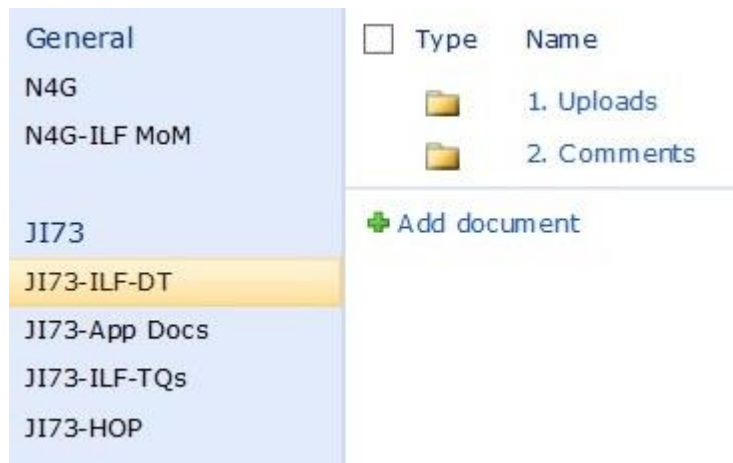 General
N4G
N4G-ILF MoM
JI73
JI73-ILF-DT
JI73-App Docs
JI73-ILF-TQs
JI73-HOP
Type Name
1. Uploads
2. Comments
Add document